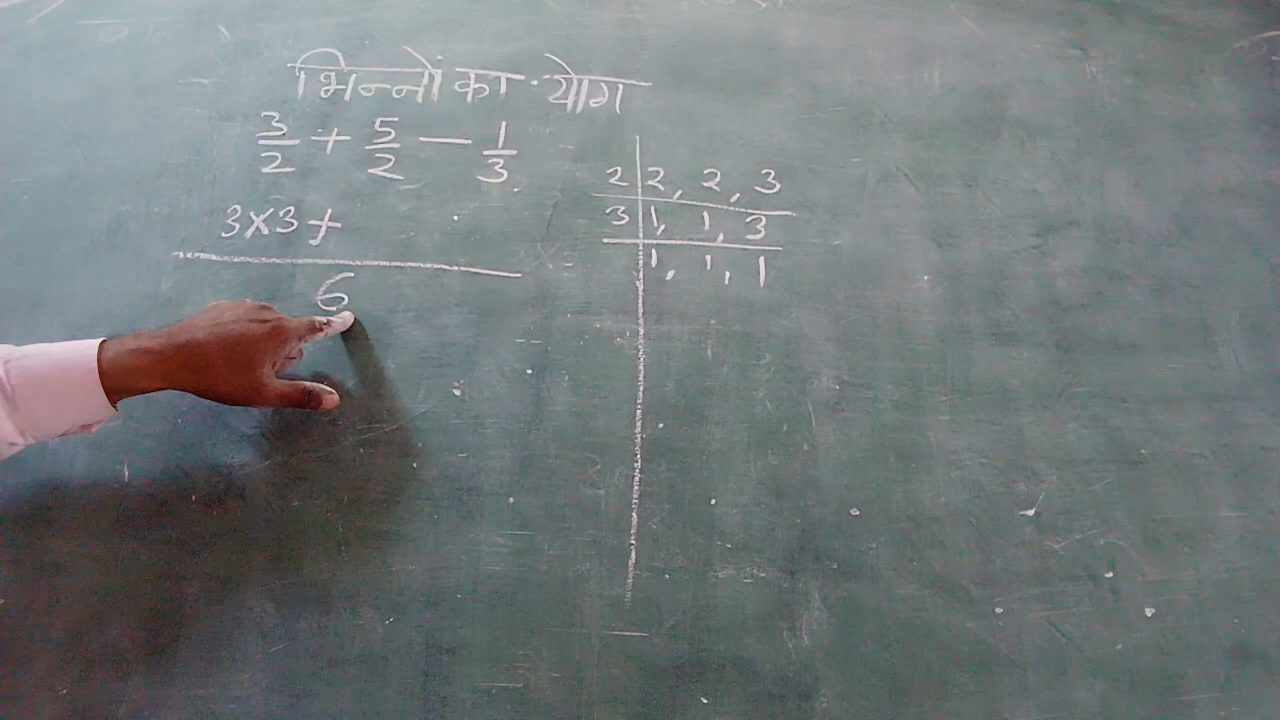 भिन्नों का योग
3/2 + 5/2 - 1/3
3×3+
6
2 | 2, 2, 3
3 | 1, 1, 3
1, 1, 1